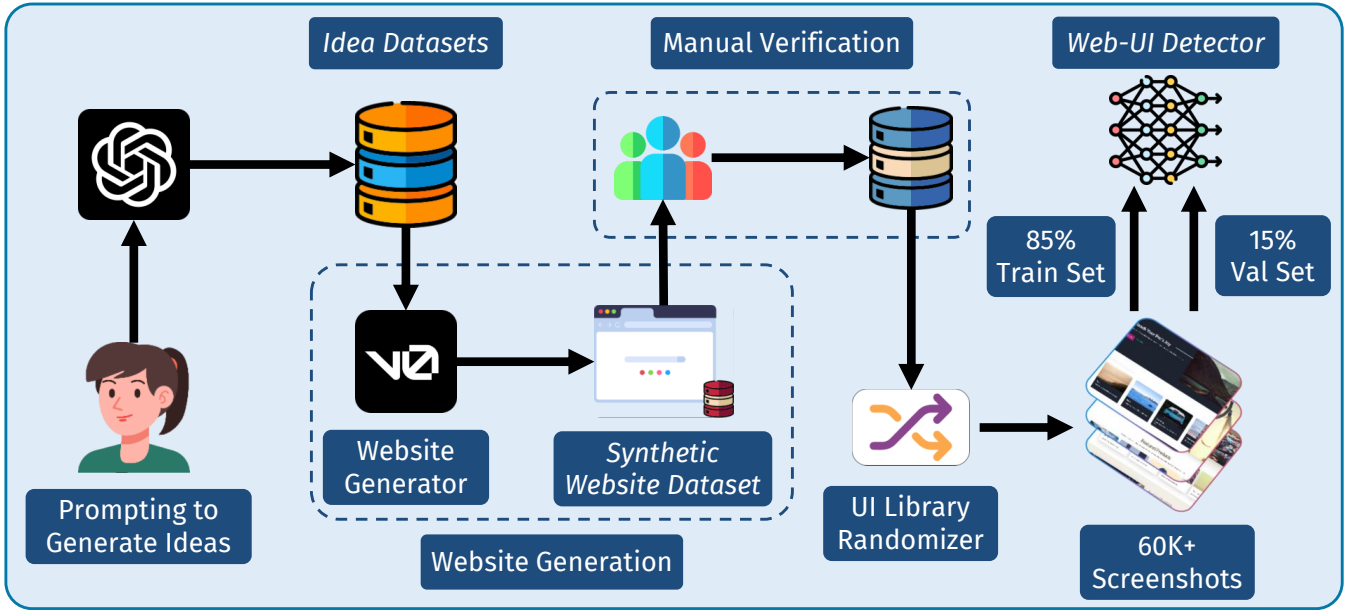 Idea Datasets
Manual Verification
Web-UI Detector
85%
Train Set
15%
Val Set
v0
Website
Generator
Synthetic
Website Dataset
Prompting to
Generate Ideas
Website Generation
UI Library
Randomizer
60K+
Screenshots